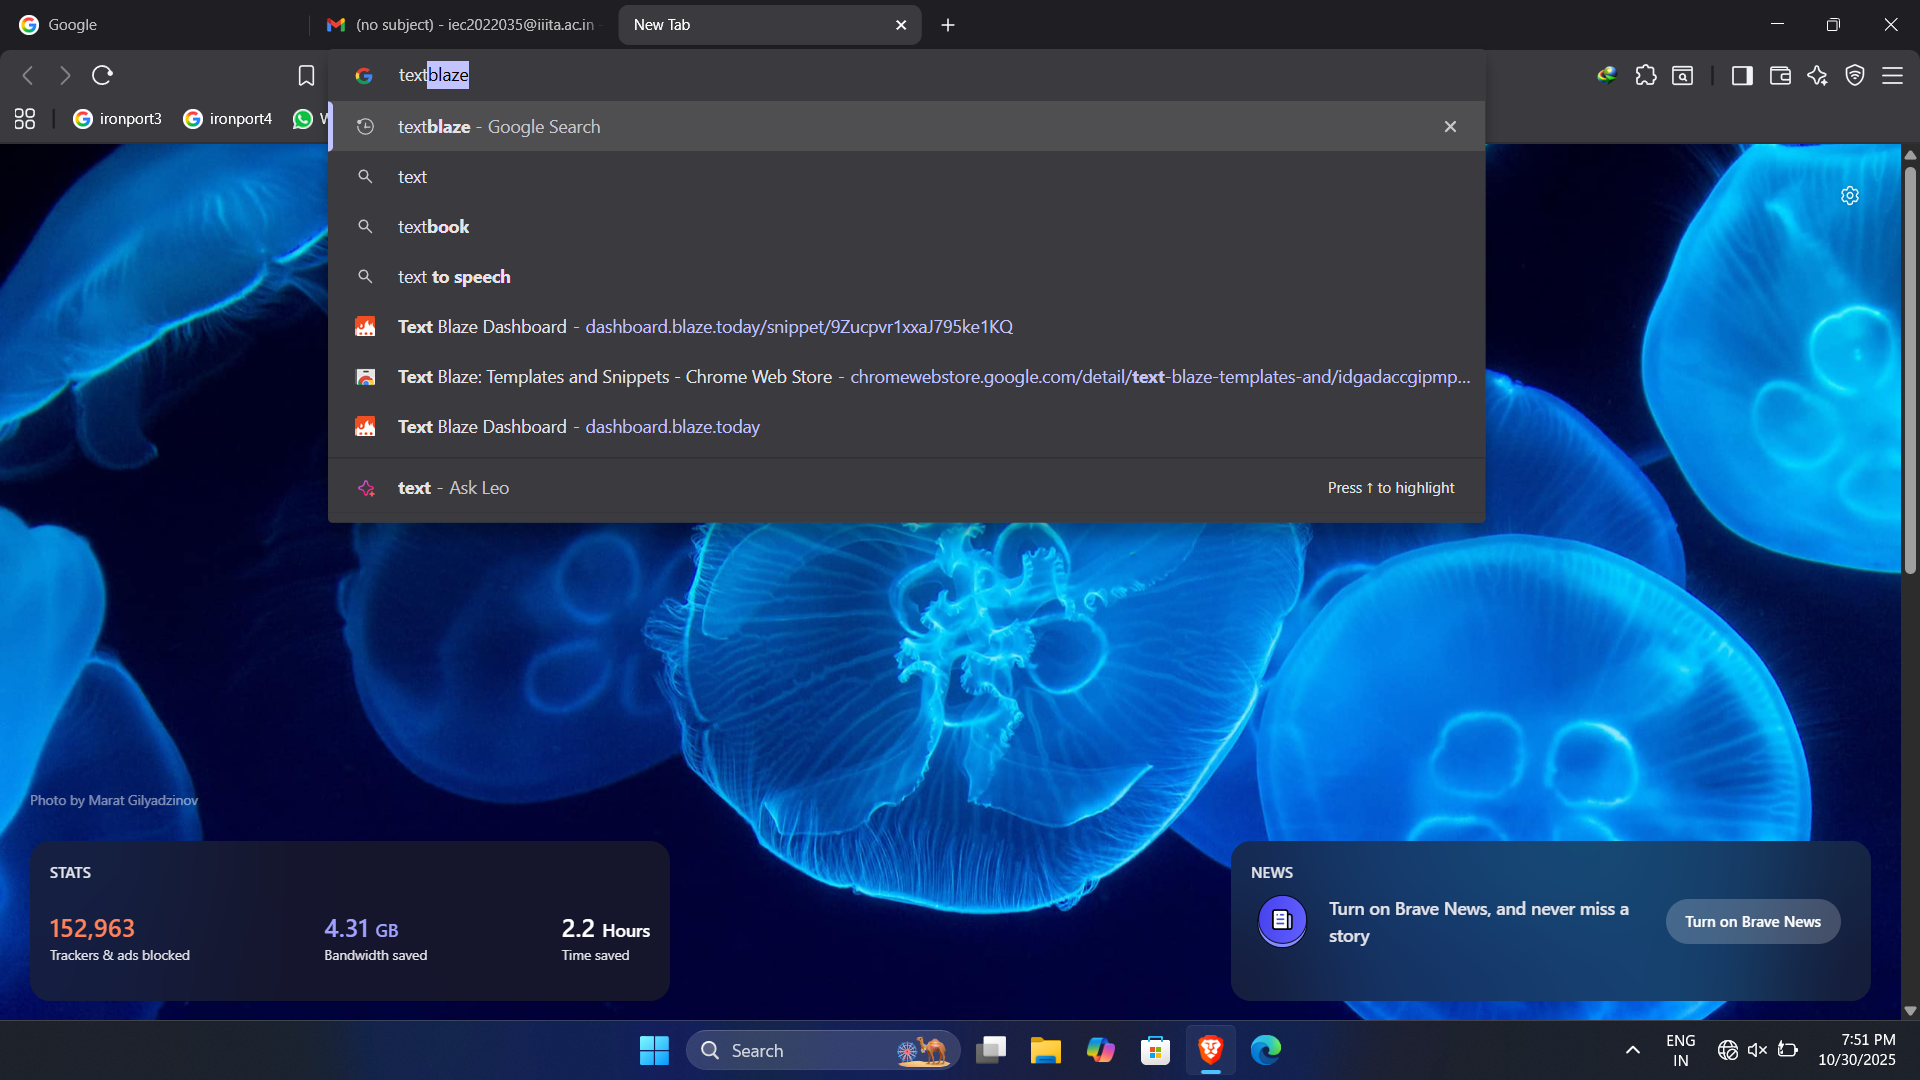 Google
(no subject) - iec2022035@iiita.ac.in -
New Tab
textblaze
ironport3
ironport4
textblaze - Google Search
text
textbook
text to speech
Text Blaze Dashboard - dashboard.blaze.today/snippet/9Zucpvr1xxaJ795ke1KQ
Text Blaze: Templates and Snippets - Chrome Web Store - chromewebstore.google.com/detail/text-blaze-templates-and/idgadaccgipmp...
Text Blaze Dashboard - dashboard.blaze.today
text - Ask Leo
Press ↑ to highlight
Photo by Marat Gilyadzinov
STATS
152,963
Trackers & ads blocked
4.31 GB
Bandwidth saved
2.2 Hours
Time saved
NEWS
Turn on Brave News, and never miss a
story
Turn on Brave News
Search
ENG
IN
7:51 PM
10/30/2025